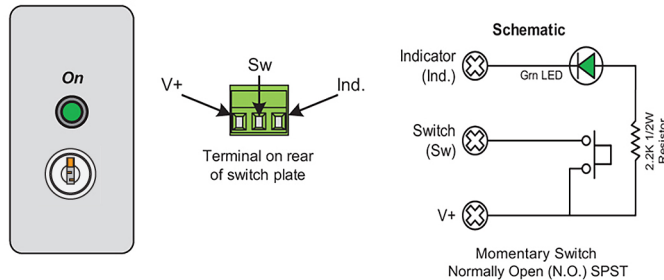 On
V+
Sw
Ind.
Terminal on rear
of switch plate
Schematic
Indicator
(Ind.)
Grn LED
Switch
(Sw)
2.2K 1/2W
Resistor
V+
Momentary Switch
Normally Open (N.O.) SPST